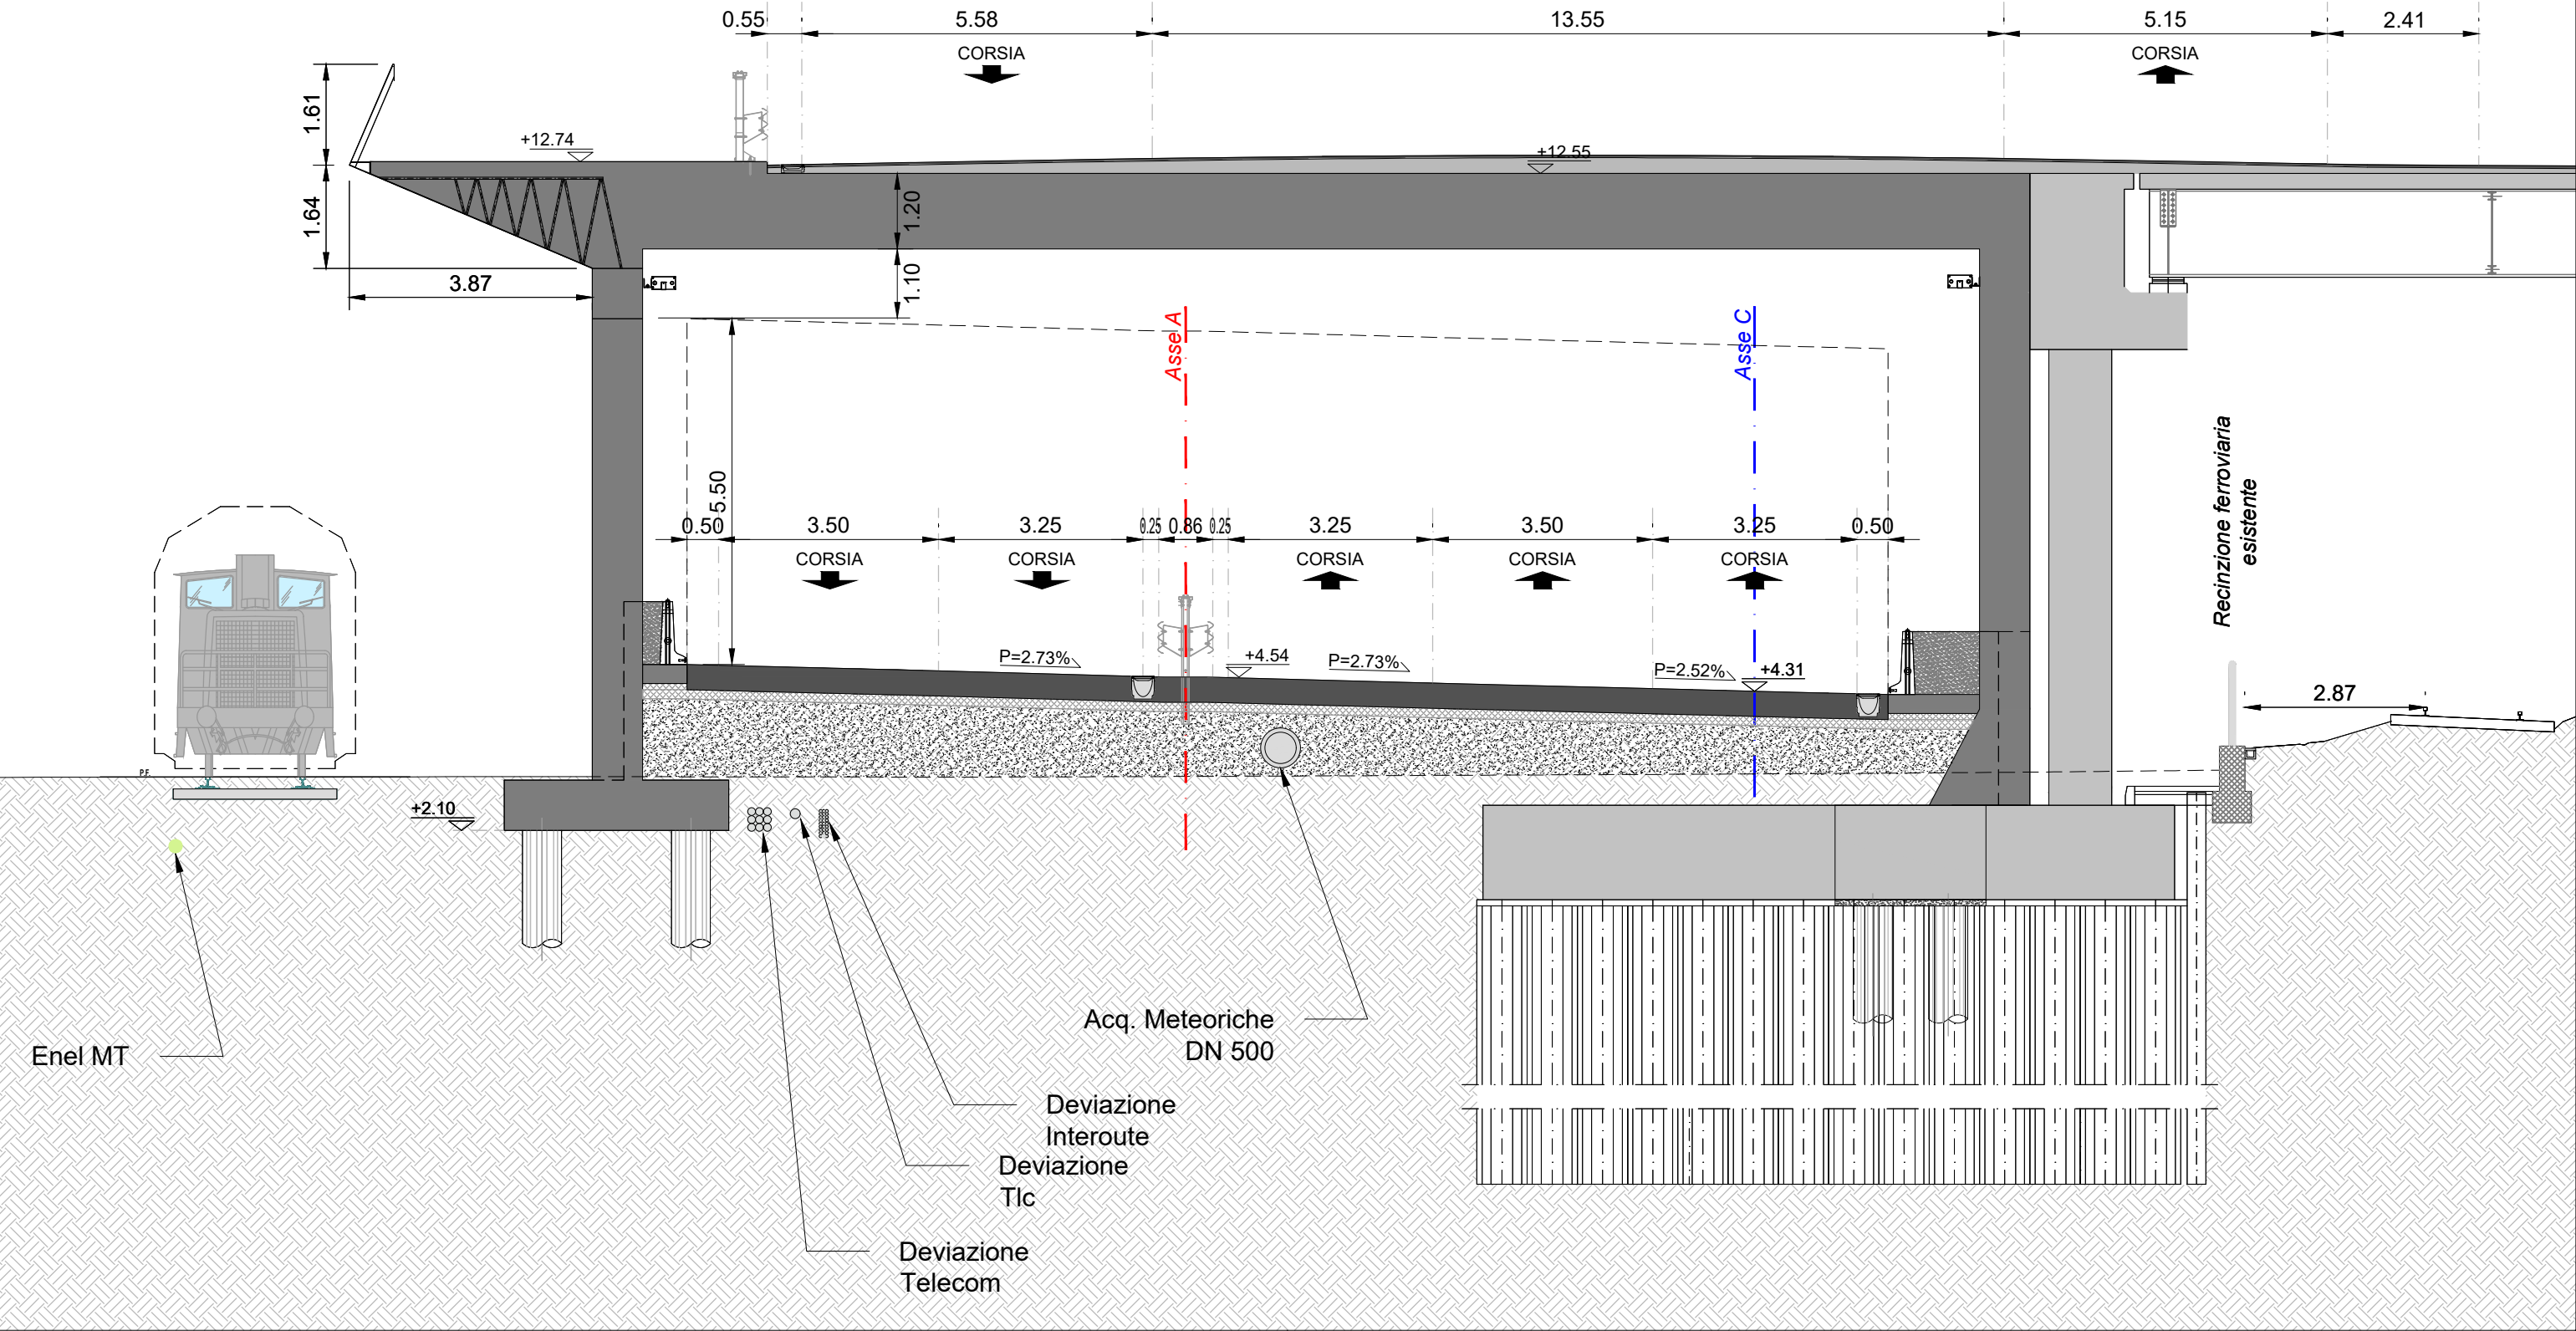 0.55
5.58
13.55
5.15
2.41
CORSIA
CORSIA
1.61
+12.74
+12.55
1.64
1.20
3.87
1.10
Asse A
Asse C
5.50
Recinzione ferroviaria
esistente
0.50
3.50
3.25
0.25
0.86
0.25
3.25
3.50
3.25
0.50
CORSIA
CORSIA
CORSIA
CORSIA
CORSIA
P=2.73%
+4.54
P=2.73%
P=2.52%
+4.31
2.87
P.F.
+2.10
Enel MT
Acq. Meteoriche
DN 500
Deviazione
Interoute
Deviazione
Tlc
Deviazione
Telecom